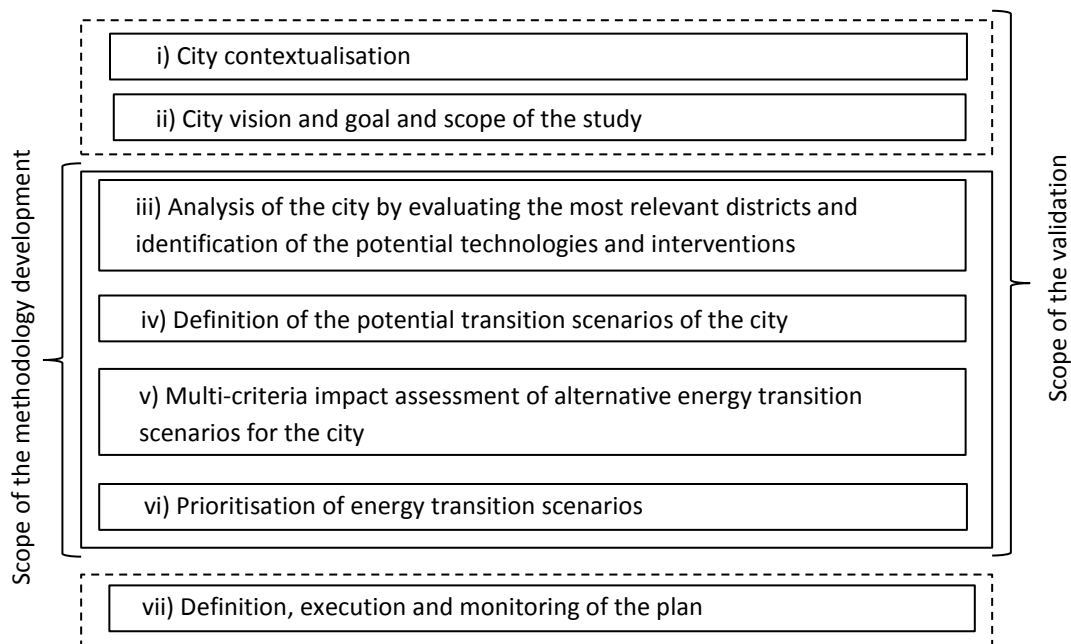 i) City contextualisation
ii) City vision and goal and scope of the study
Scope of the methodology development
iii) Analysis of the city by evaluating the most relevant districts and
identification of the potential technologies and interventions
iv) Definition of the potential transition scenarios of the city
v) Multi-criteria impact assessment of alternative energy transition
scenarios for the city
vi) Prioritisation of energy transition scenarios
Scope of the validation
vii) Definition, execution and monitoring of the plan